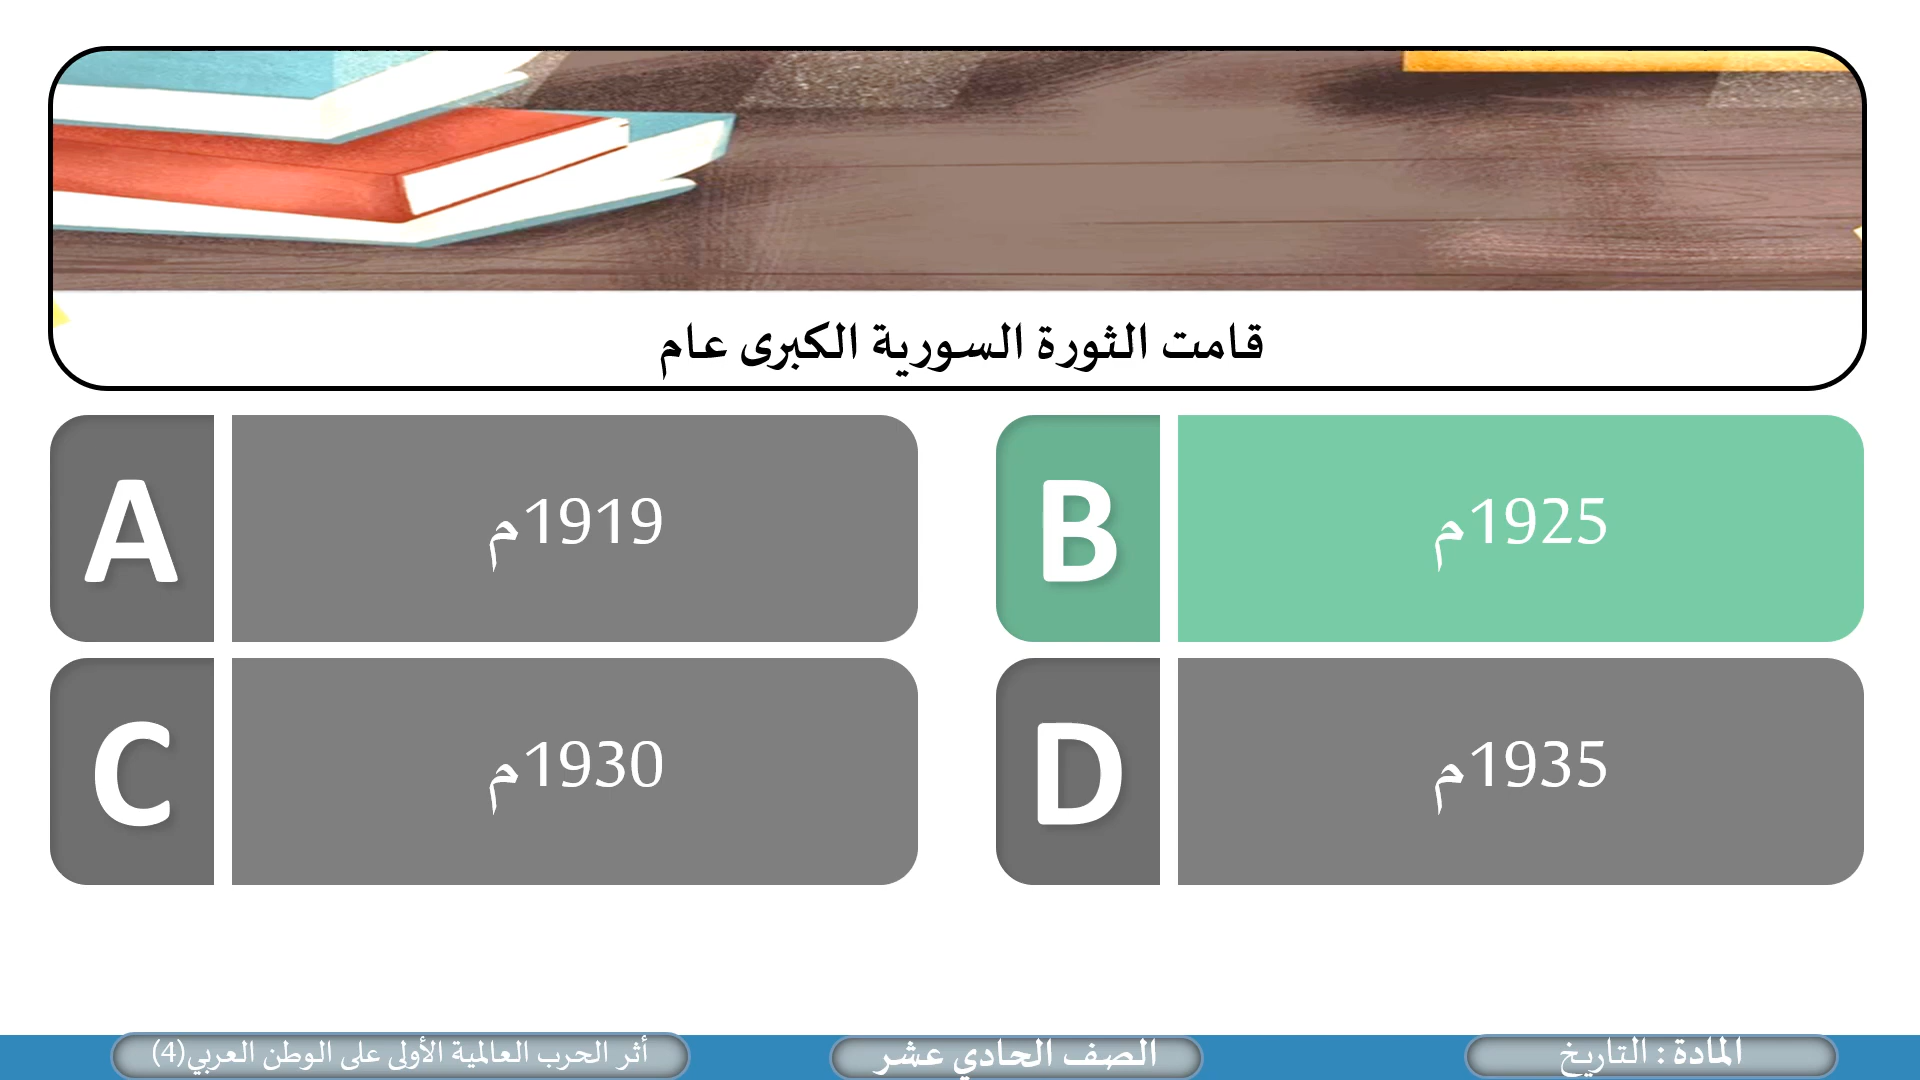 قامت الثورة السورية الكبرى عام
A
1919م
B
1925م
C
1930م
D
1935م
المادة : التاريخ
الصف الحادي عشر
أثر الحرب العالمية الأولى على الوطن العربي(4)